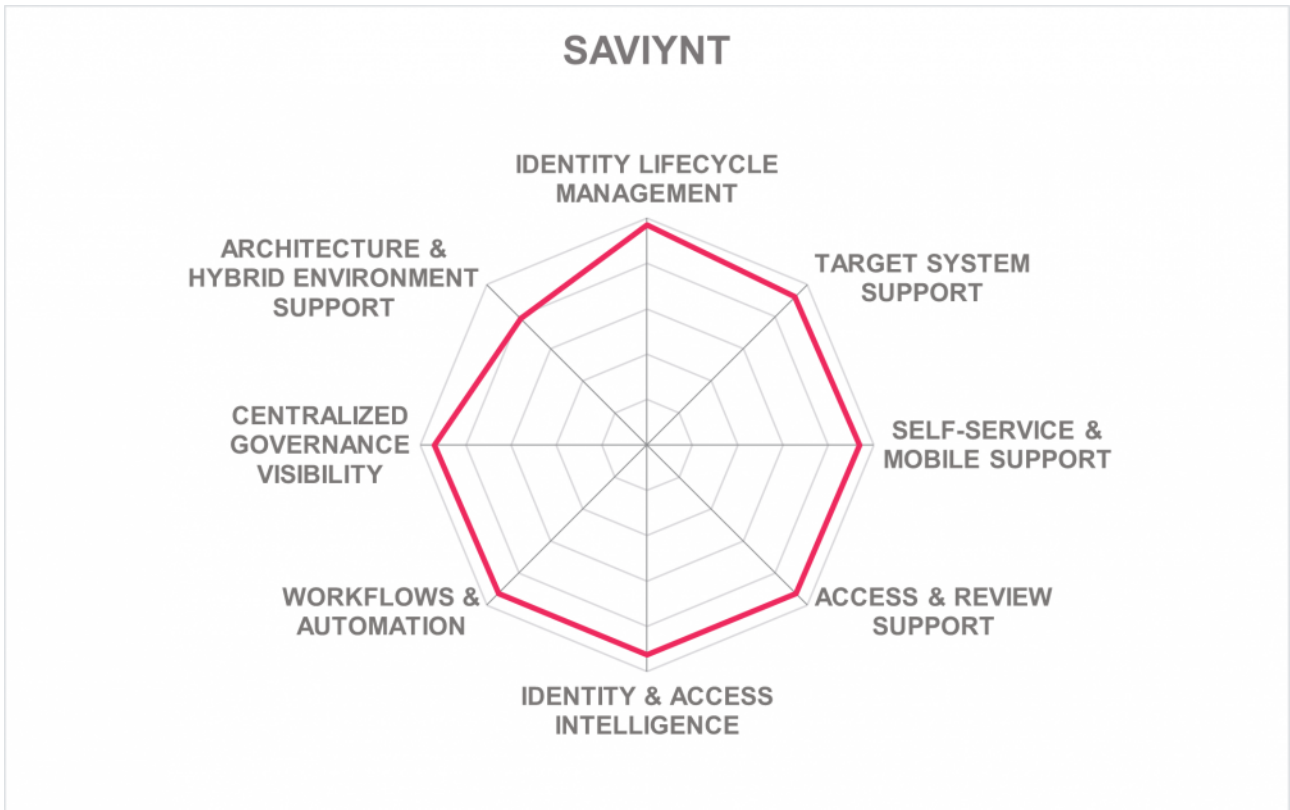 SAVIYNT
IDENTITY LIFECYCLE
MANAGEMENT
TARGET SYSTEM
SUPPORT
SELF-SERVICE &
MOBILE SUPPORT
ACCESS & REVIEW
SUPPORT
IDENTITY & ACCESS
INTELLIGENCE
WORKFLOWS &
AUTOMATION
CENTRALIZED
GOVERNANCE
VISIBILITY
ARCHITECTURE &
HYBRID ENVIRONMENT
SUPPORT